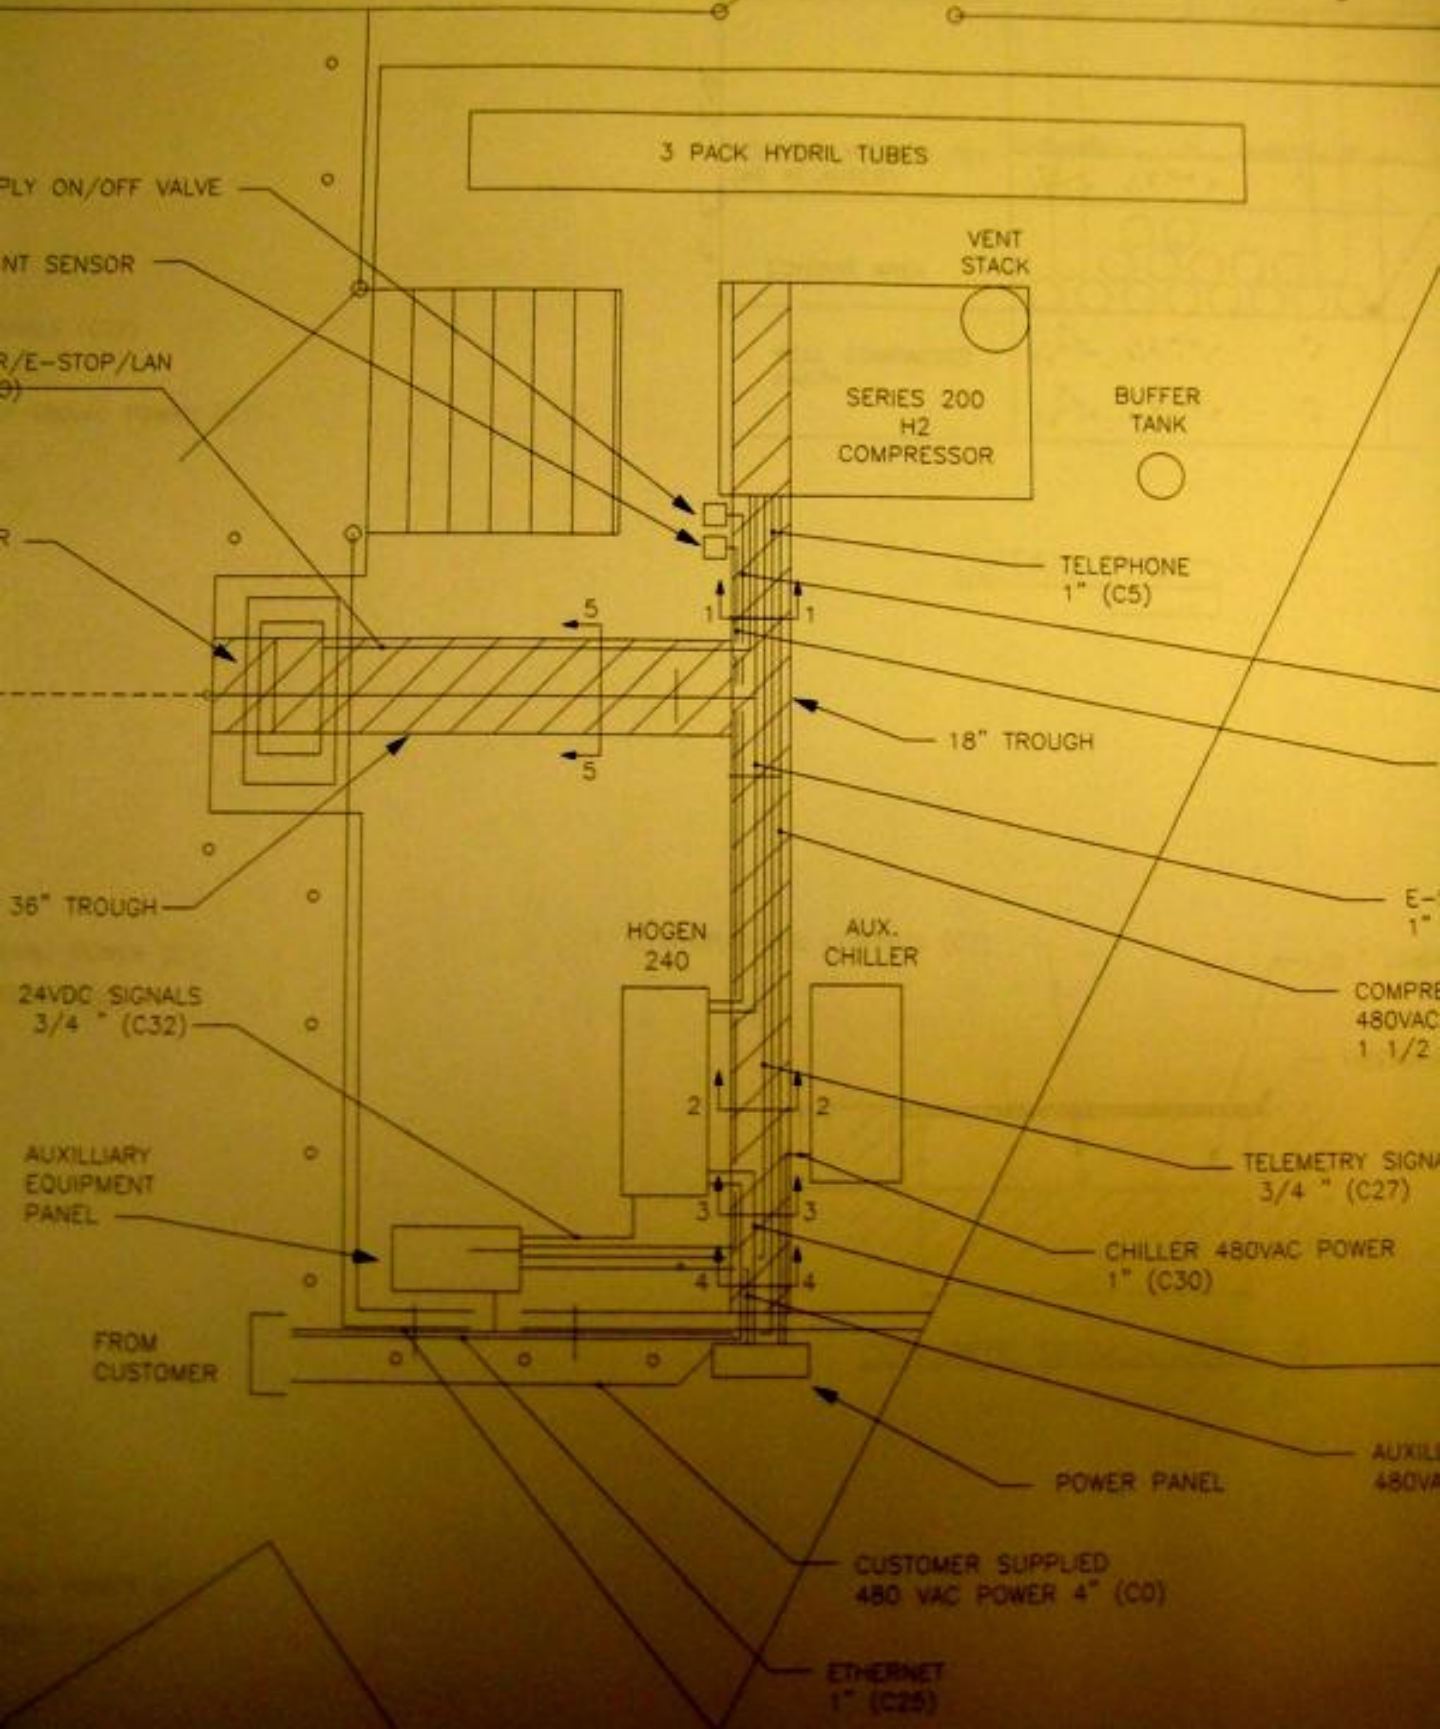 3 PACK HYDRIL TUBES
PLY ON/OFF VALVE
VENT
STACK
NT SENSOR
R/E-STOP/LAN
SERIES 200
H2
COMPRESSOR
BUFFER
TANK
R
TELEPHONE
1" (C5)
5
1
1
18" TROUGH
5
36" TROUGH
E-
1"
HOGEN
240
AUX.
CHILLER
24VDC SIGNALS
3/4 " (C32)
COMPRE
480VAC
1 1/2
2
2
AUXILLIARY
EQUIPMENT
PANEL
TELEMETRY SIGNA
3/4 " (C27)
3
3
CHILLER 480VAC POWER
1" (C30)
4
4
FROM
CUSTOMER
AUXIL
480VA
POWER PANEL
CUSTOMER SUPPLIED
480 VAC POWER 4" (C0)
ETHERNET
1" (C25)